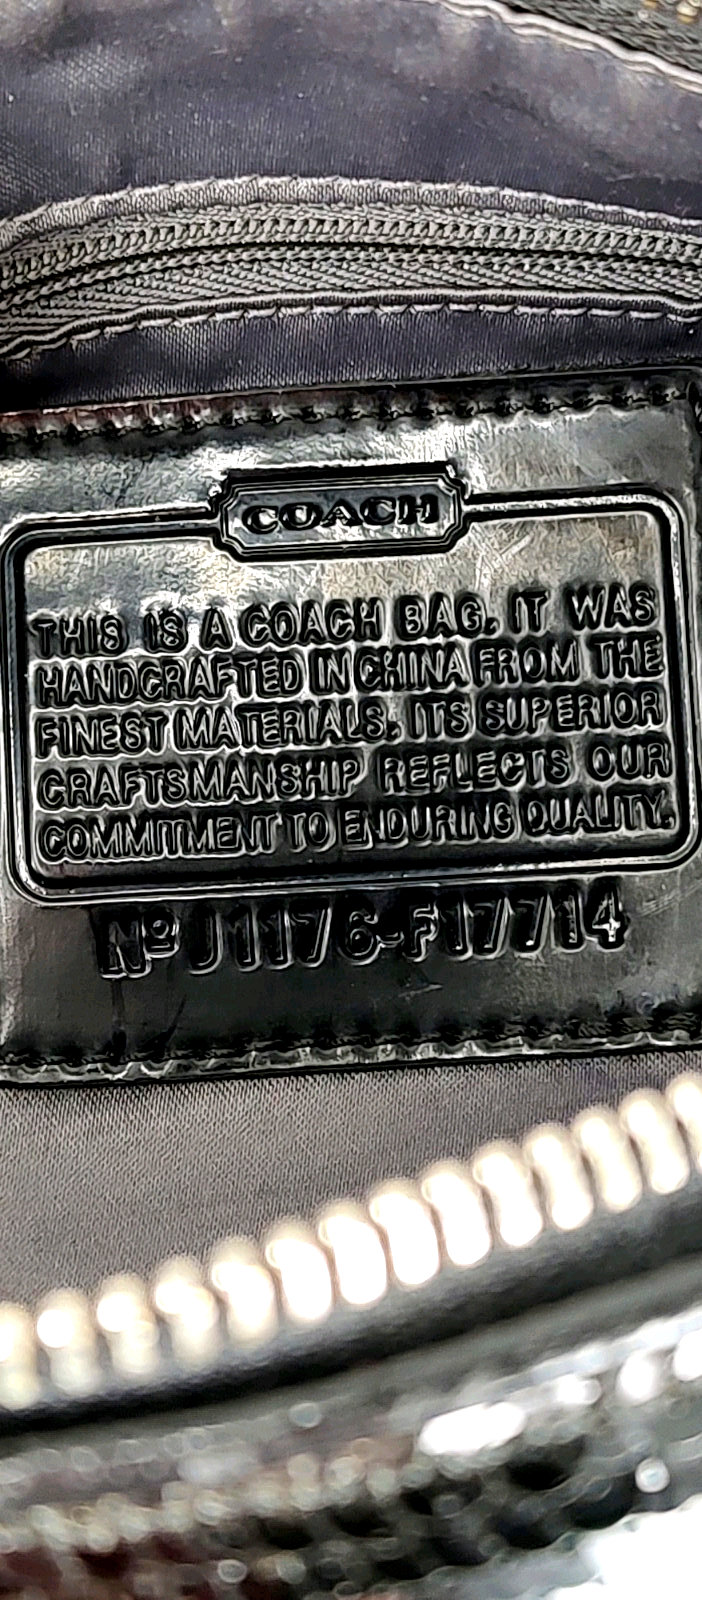 COACH
THIS IS A COACH BAG. IT WAS
HANDCRAFTED IN CHINA FROM THE
FINEST MATERIALS. ITS SUPERIOR
CRAFTSMANSHIP REFLECTS OUR
COMMITMENT TO ENDURING QUALITY.
Nº J1176-F17714